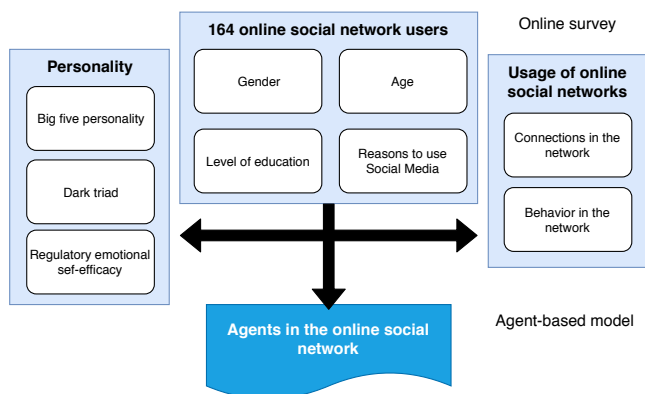 164 online social network users
Online survey
Personality
Gender
Age
Usage of online
social networks
Big five personality
Connections in the
network
Level of education
Reasons to use
Social Media
Dark triad
Behavior in the
network
Regulatory emotional
sef-efficacy
Agents in the online social
network
Agent-based model